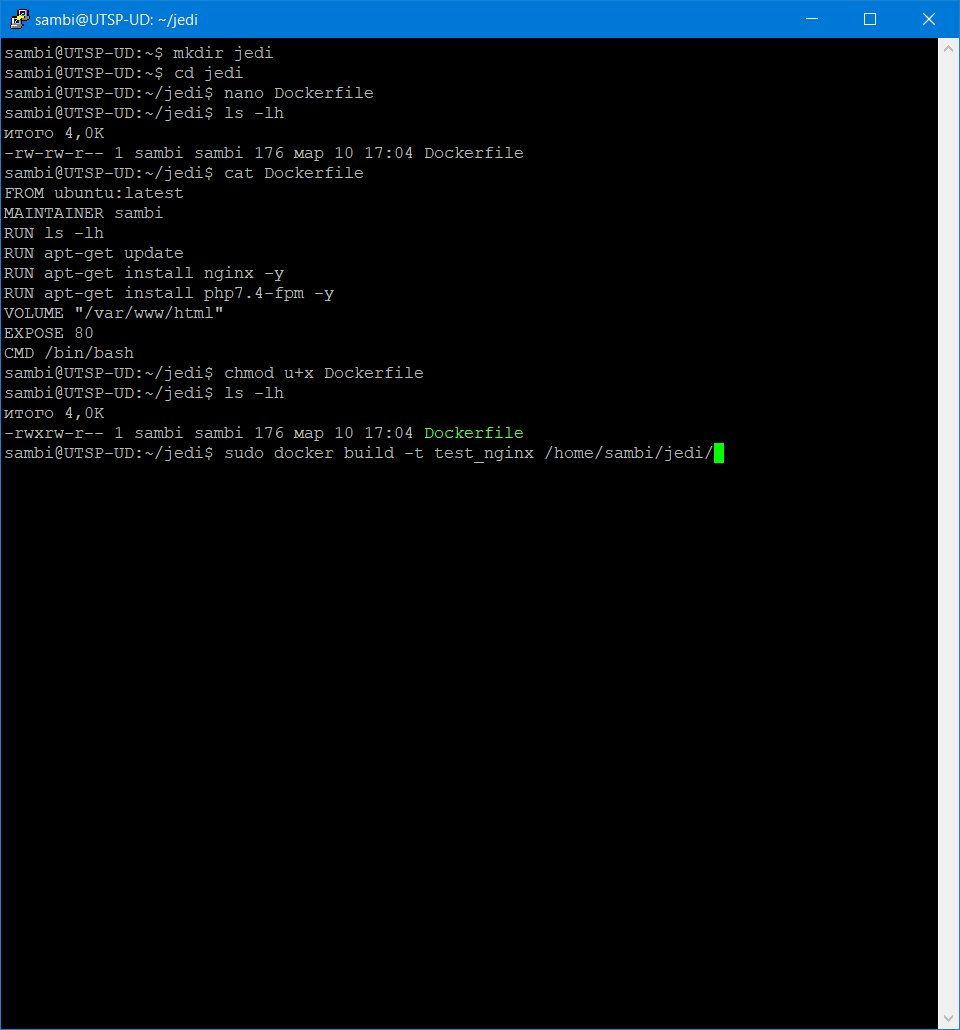 sambi@UTSP-UD: ~/jedi
sambi@UTSP-UD:~$ mkdir jedi
sambi@UTSP-UD:~$ cd jedi
sambi@UTSP-UD:~/jedi$ nano Dockerfile
sambi@UTSP-UD:~/jedi$ ls -lh
итого 4,0K
-rw-rw-r-- 1 sambi sambi 176 мар 10 17:04 Dockerfile
sambi@UTSP-UD:~/jedi$ cat Dockerfile
FROM ubuntu:latest
MAINTAINER sambi
RUN ls -lh
RUN apt-get update
RUN apt-get install nginx -y
RUN apt-get install php7.4-fpm -y
VOLUME "/var/www/html"
EXPOSE 80
CMD /bin/bash
sambi@UTSP-UD:~/jedi$ chmod u+x Dockerfile
sambi@UTSP-UD:~/jedi$ ls -lh
итого 4,0K
-rwxrw-r-- 1 sambi sambi 176 мар 10 17:04 Dockerfile
sambi@UTSP-UD:~/jedi$ sudo docker build -t test_nginx /home/sambi/jedi/